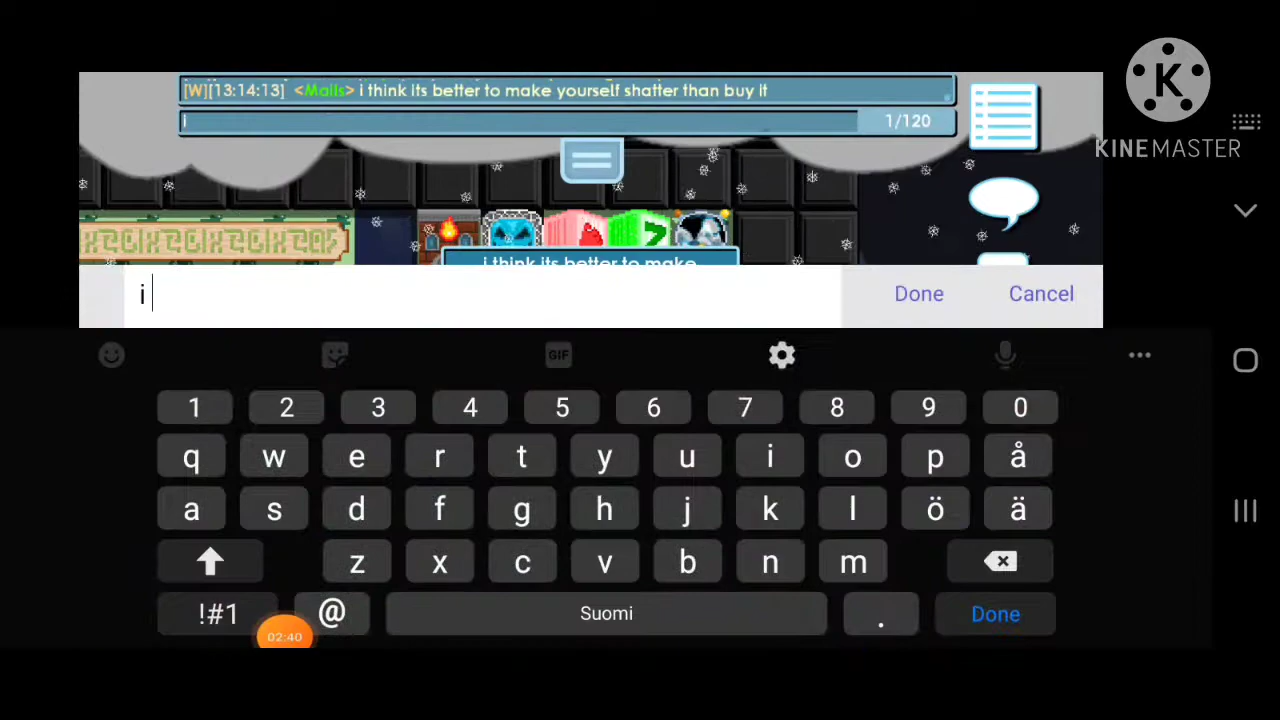 [W][13:14:13] <Mails> i think its better to make yourself shatter than buy it
i
1/120
K
KINEMASTER
i think its better to make
i
Done
Cancel
GIF
1 2 3 4 5 6 7 8 9 0
q w e r t y u i o p å
a s d f g h j k l ö ä
z x c v b n m
!#1 @ Suomi . Done
02:40